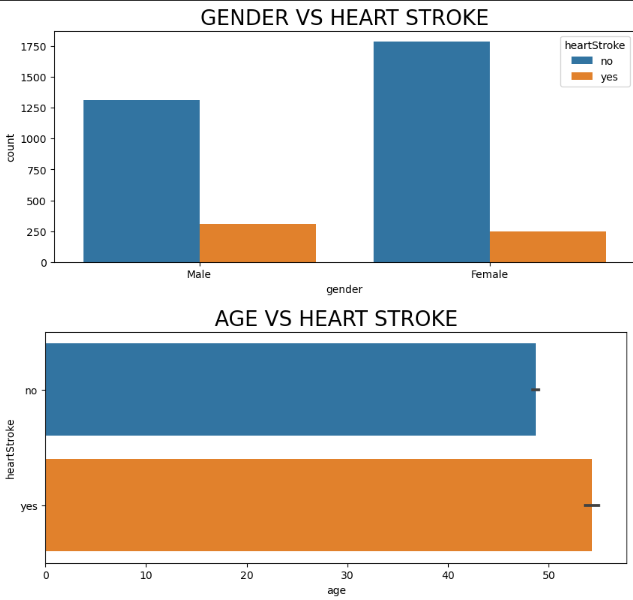 GENDER VS HEART STROKE
heartStroke
no
yes
1750
1500
1250
1000
750
500
250
0
count
Male Female
gender
AGE VS HEART STROKE
no
yes
heartStroke
0 10 20 30 40 50
age